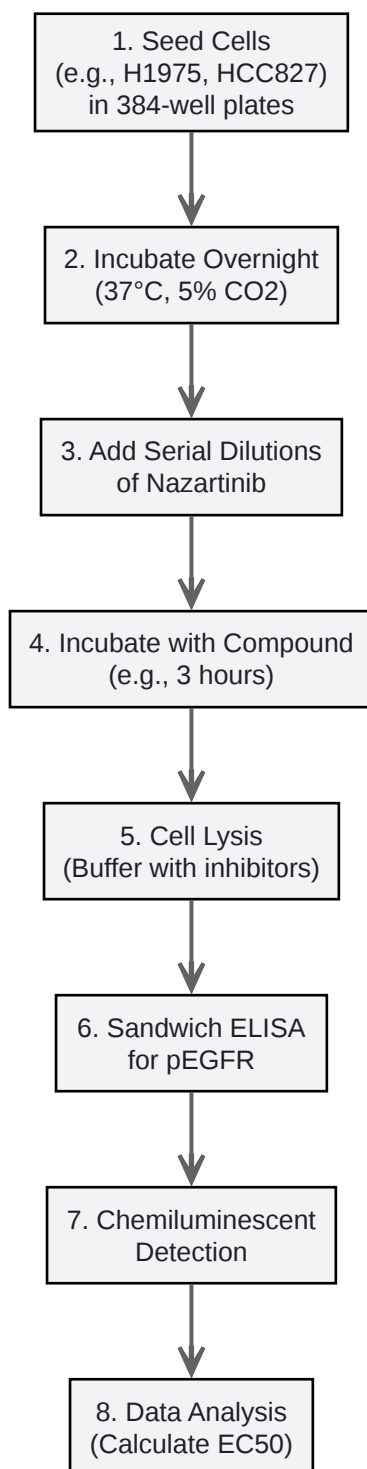 1. Seed Cells
(e.g., H1975, HCC827)
in 384-well plates
2. Incubate Overnight
(37°C, 5% CO2)
3. Add Serial Dilutions
of Nazartinib
4. Incubate with Compound
(e.g., 3 hours)
5. Cell Lysis
(Buffer with inhibitors)
6. Sandwich ELISA
for pEGFR
7. Chemiluminescent
Detection
8. Data Analysis
(Calculate EC50)